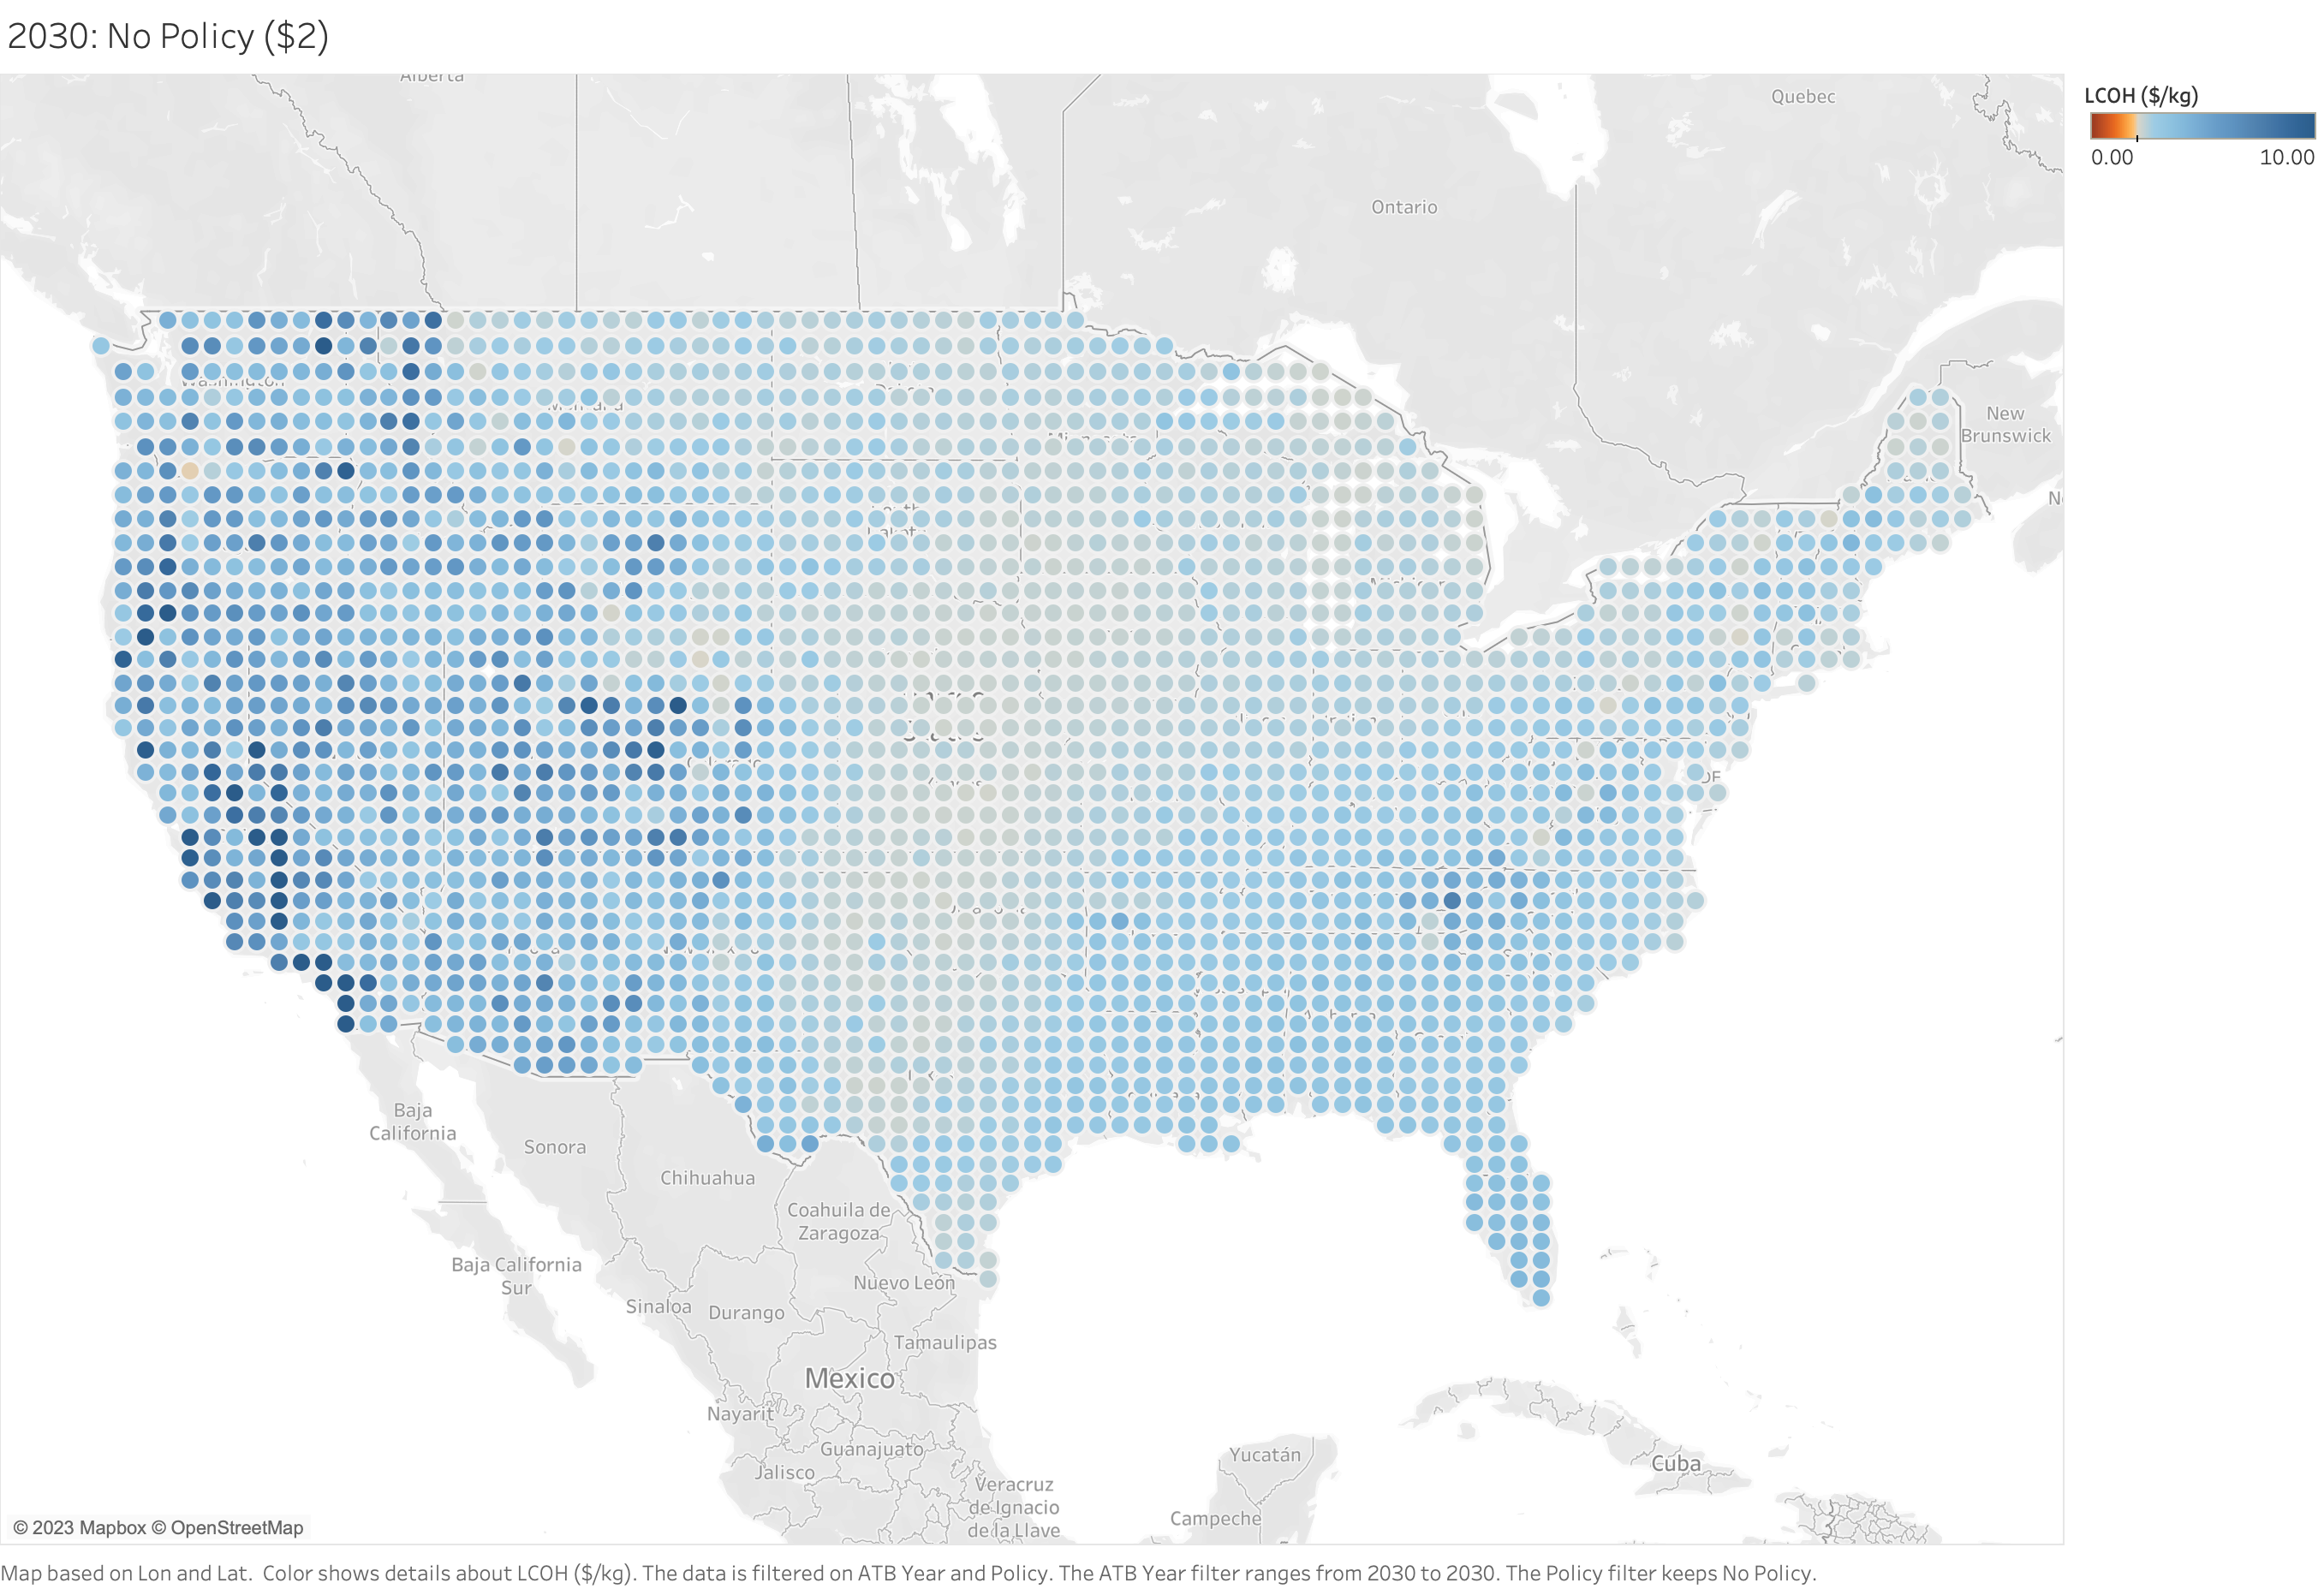 2030: No Policy ($2)
Alberta
Quebec
LCOH ($/kg)
0.00
10.00
Ontario
Washington
New
Brunswick
Baja
California
Sonora
Chihuahua
Coahuila de
Zaragoza
Baja California
Sur
Nuevo León
Sinaloa
Durango
Tamaulipas
Mexico
Nayarit
Guanajuato
Jalisco
Yucatán
Veracruz
de Ignacio
de la Llave
Campeche
Cuba
© 2023 Mapbox © OpenStreetMap
Map based on Lon and Lat.  Color shows details about LCOH ($/kg). The data is filtered on ATB Year and Policy. The ATB Year filter ranges from 2030 to 2030. The Policy filter keeps No Policy.